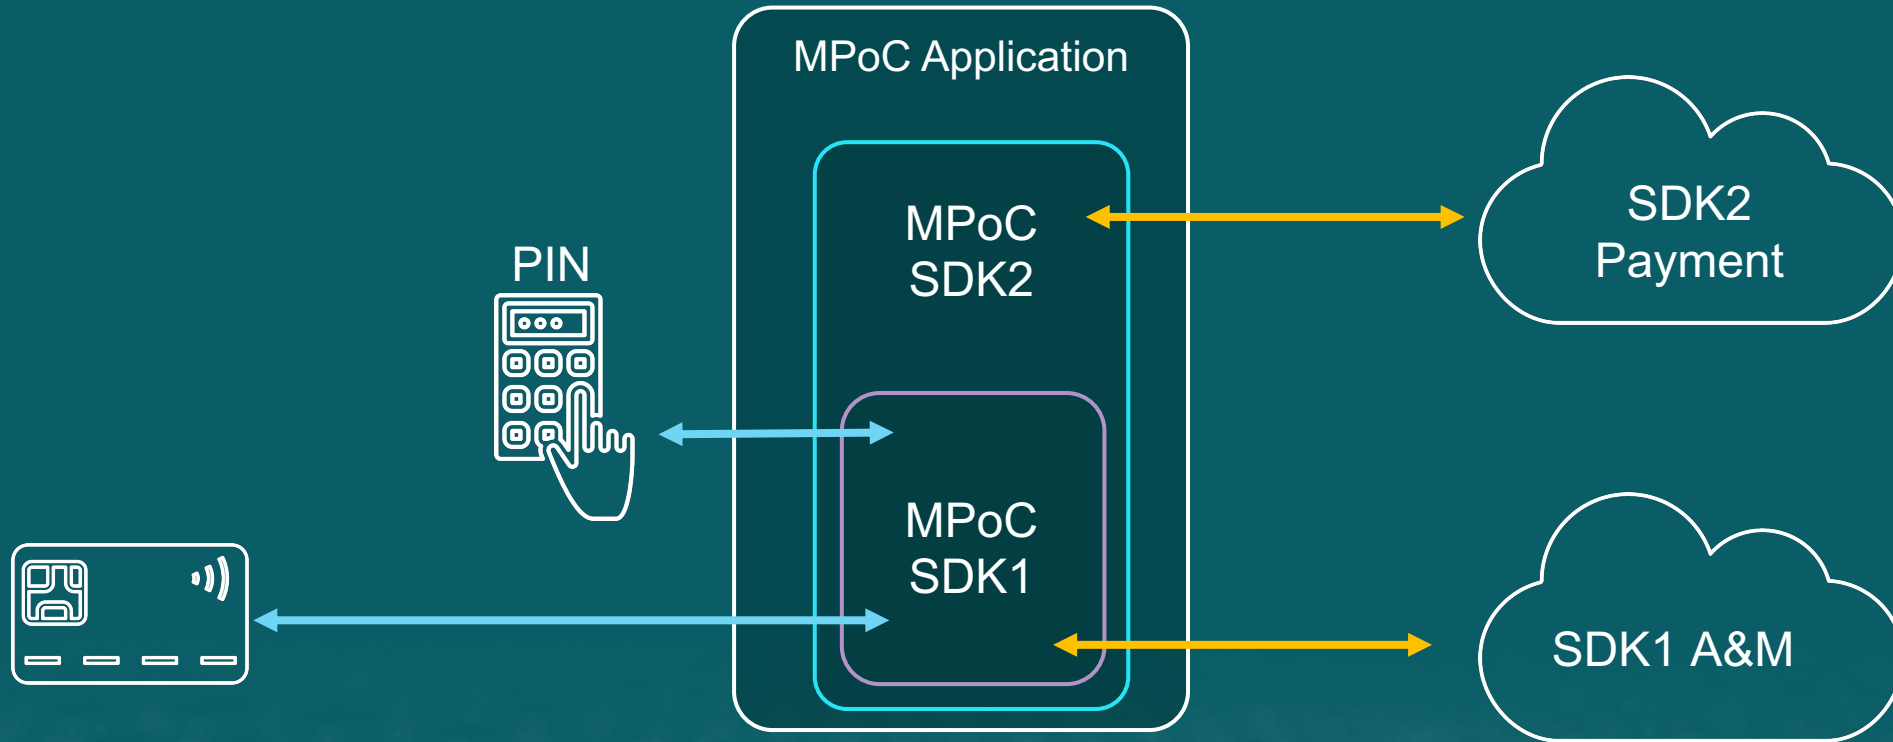 MPoC Application
MPoC
SDK2
SDK2
Payment
PIN
MPoC
SDK1
SDK1 A&M